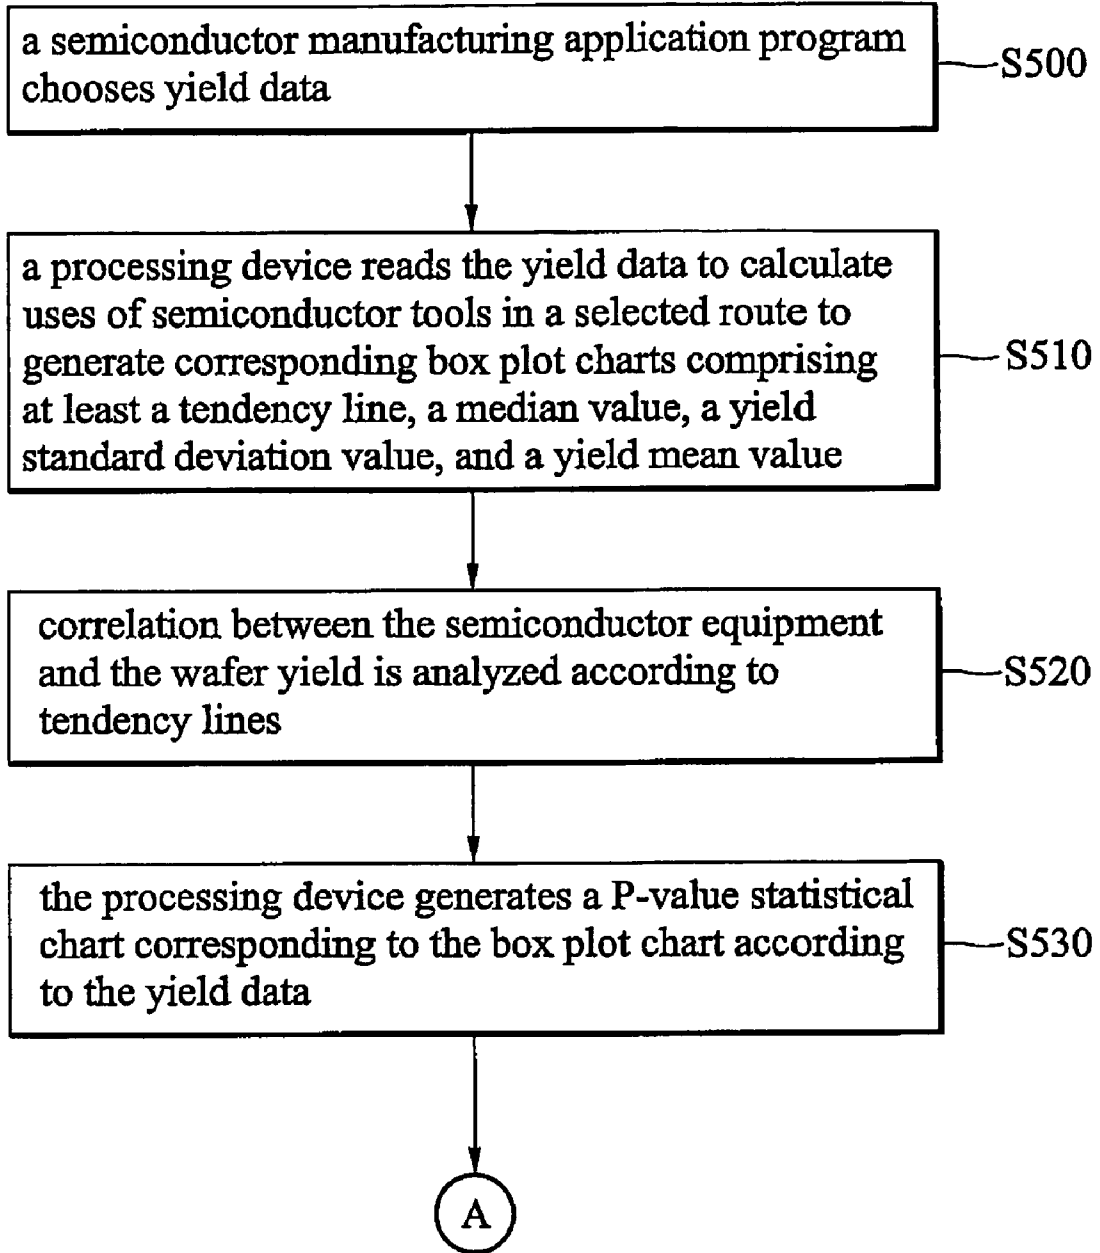 a semiconductor manufacturing application program
chooses yield data
S500
a processing device reads the yield data to calculate
uses of semiconductor tools in a selected route to
generate corresponding box plot charts comprising
at least a tendency line, a median value, a yield
standard deviation value, and a yield mean value
S510
correlation between the semiconductor equipment
and the wafer yield is analyzed according to
tendency lines
S520
the processing device generates a P-value statistical
chart corresponding to the box plot chart according
to the yield data
S530
A